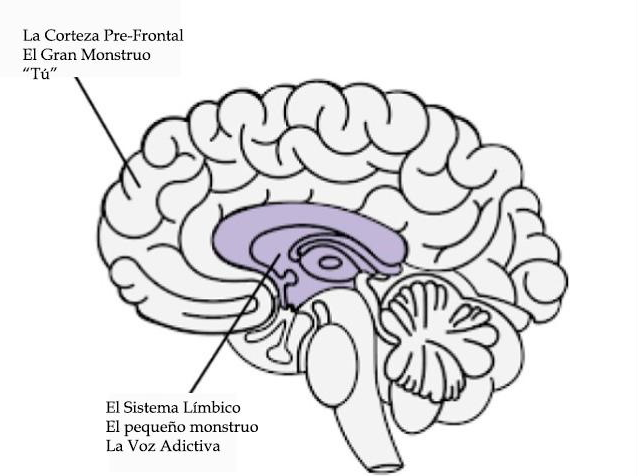 La Corteza Pre-Frontal
El Gran Monstruo
“Tú”
El Sistema Límbico
El pequeño monstruo
La Voz Adictiva